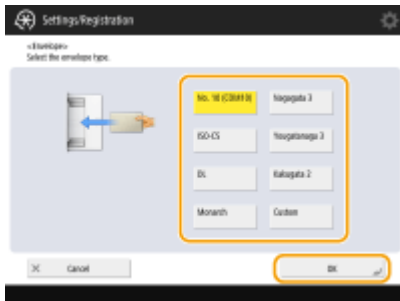 Settings/Registration
<Envelope>
Select the envelope type.
No. 10 (COM10)
Nagagata 3
ISO-C5
Yougatanaga 3
DL
Kakugata 2
Monarch
Custom
Cancel
OK